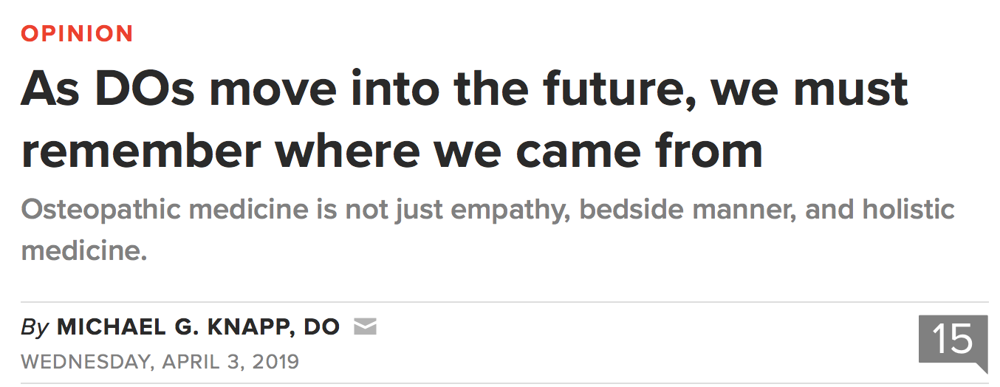 OPINION
As DOs move into the future, we must
remember where we came from
Osteopathic medicine is not just empathy, bedside manner, and holistic
medicine.
By MICHAEL G. KNAPP, DO
15
WEDNESDAY, APRIL 3, 2019